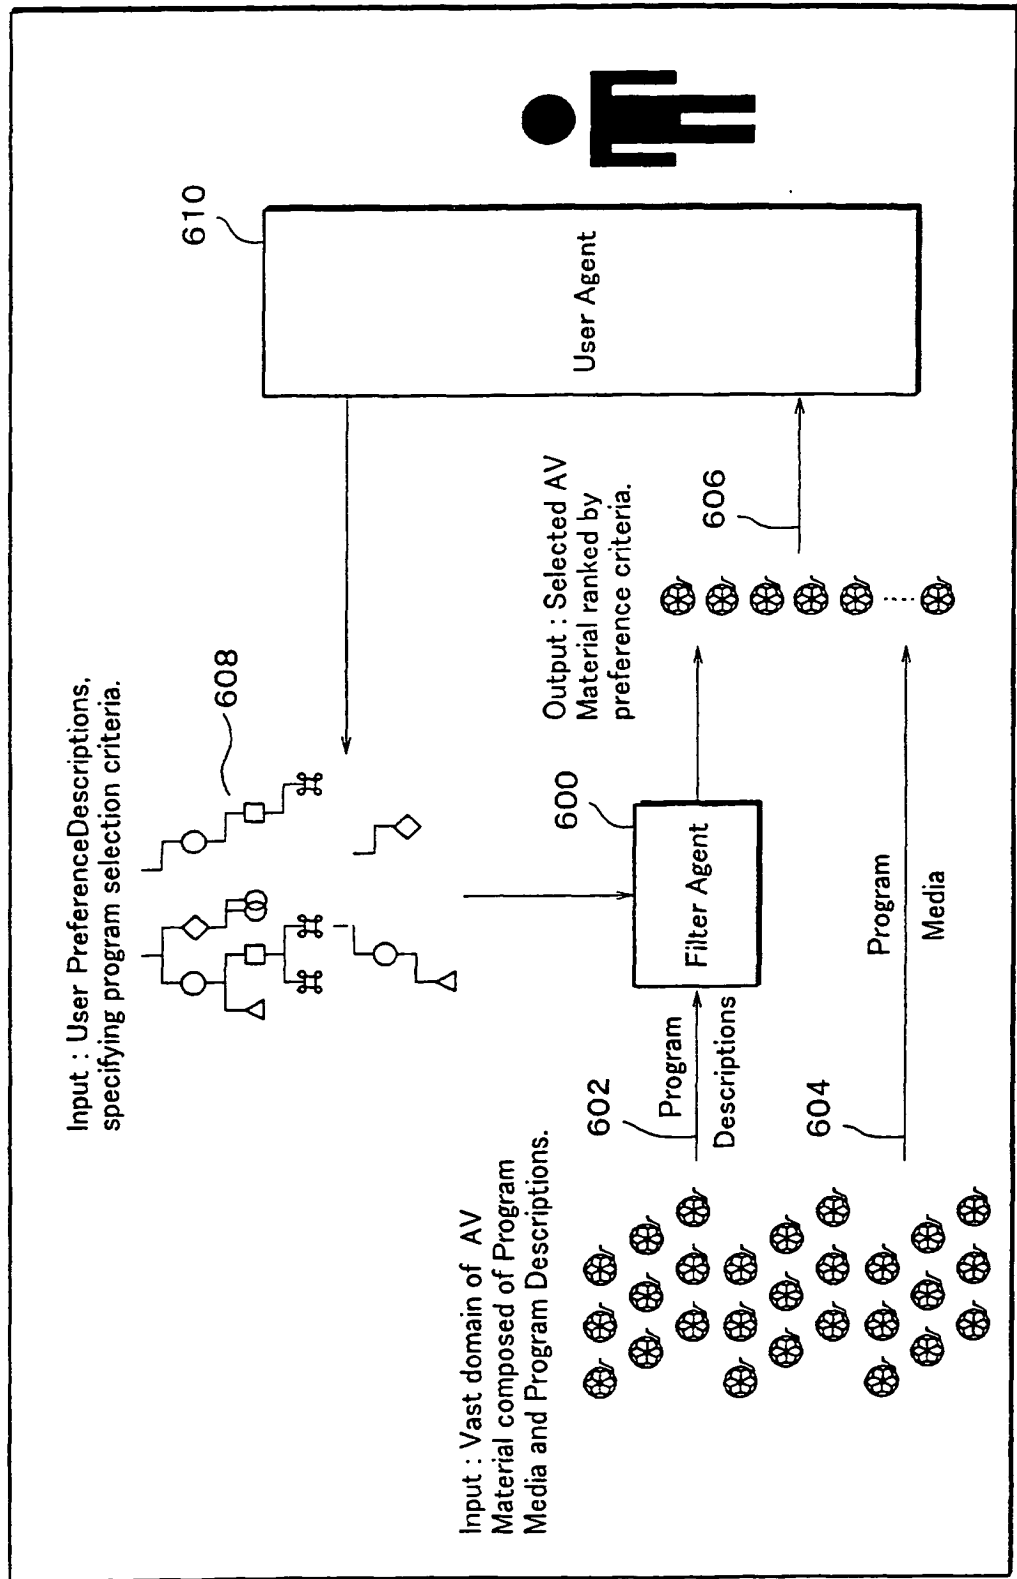 Input : User PreferenceDescriptions,
specifying program selection criteria.
608
610
Input : Vast domain of AV
Material composed of Program
Media and Program Descriptions.
602
Program
Descriptions
600
Filter Agent
Output : Selected AV
Material ranked by
preference criteria.
606
User Agent
604
Program
Media